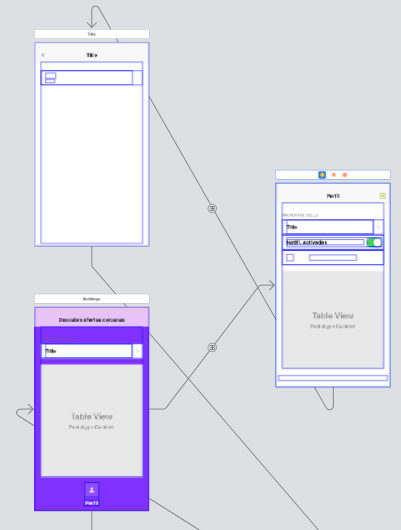 Title
Title
Perfil
PROTOTYPE CELLS
Title
Notifi. activadas
Table View
Prototype Content
Buildings
Descubre ofertas cercanas
Title
Table View
Prototype Content
Perfil